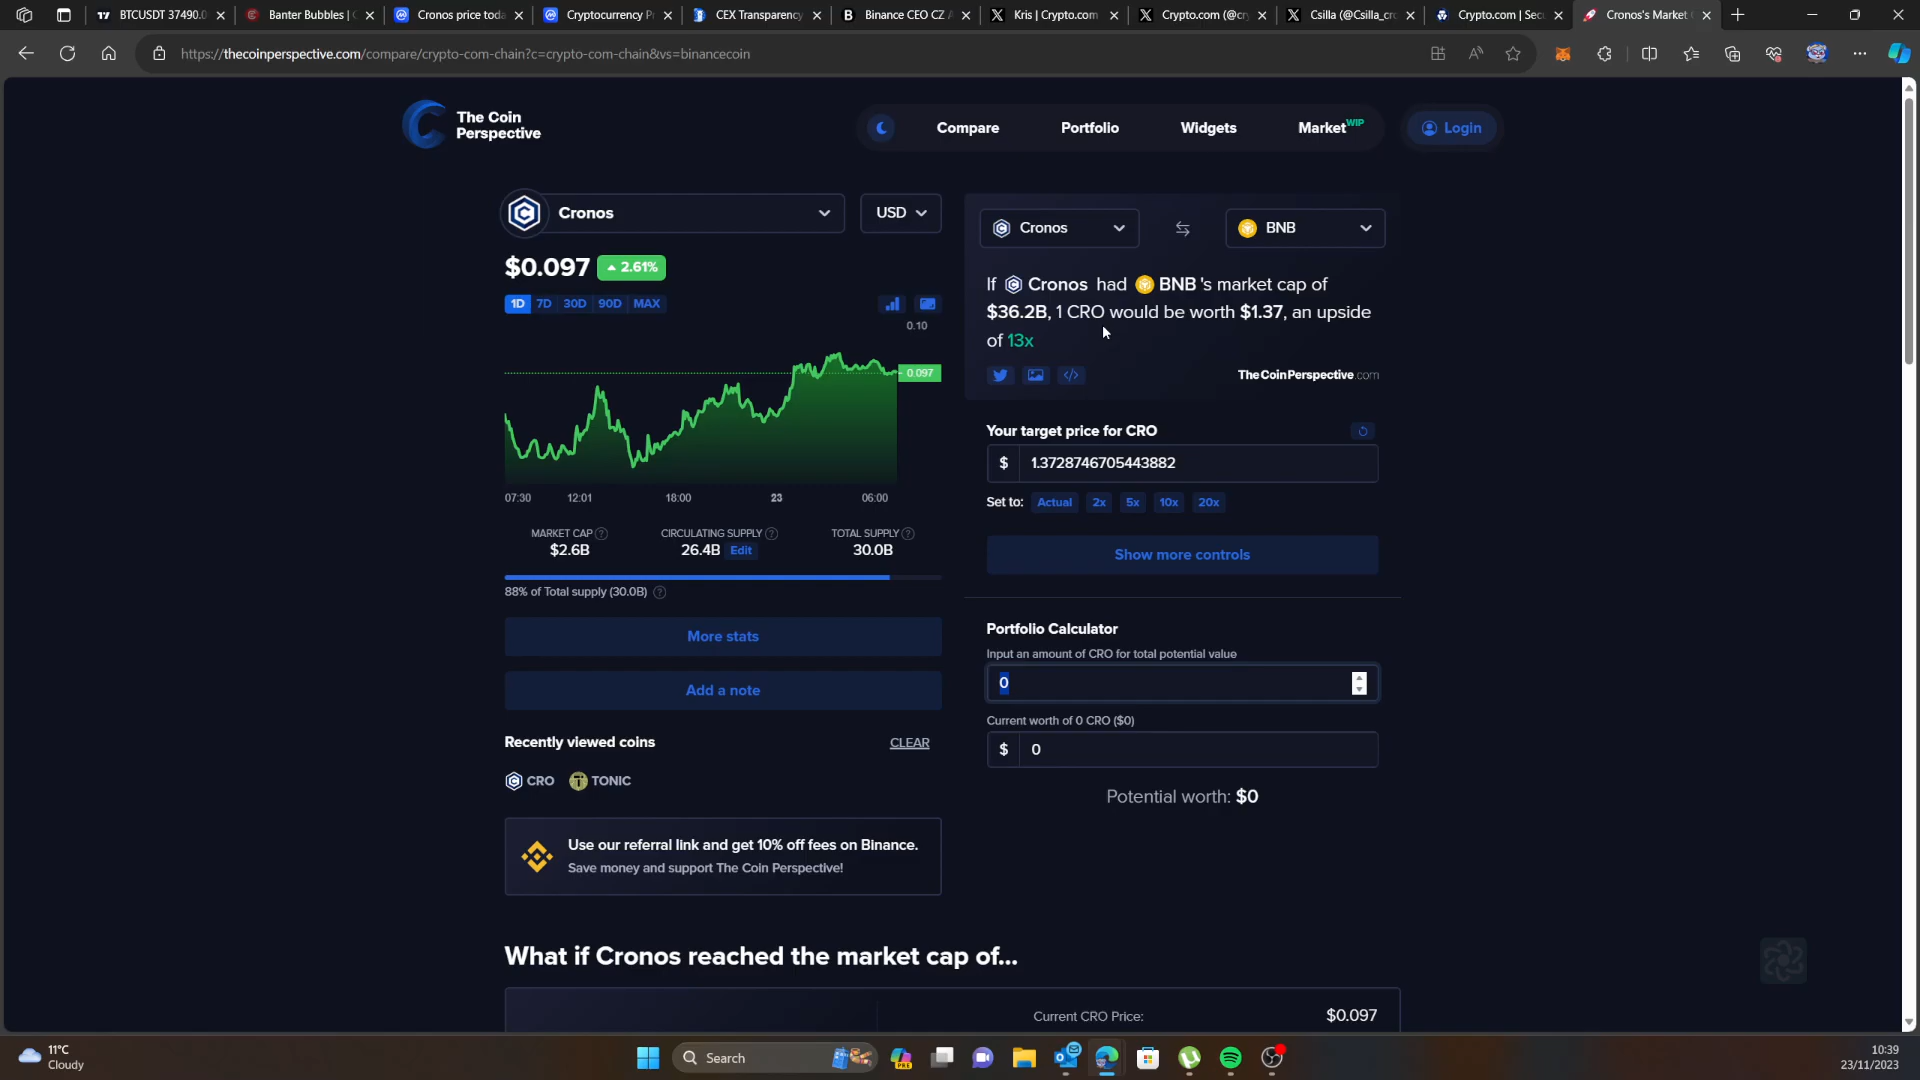 BTCUSDT 37490.0
Banter Bubbles | C
Cronos price toda
Cryptocurrency P
CEX Transparency
Binance CEO CZ A
Kris | Crypto.com
Crypto.com (@cry
Csilla (@Csilla_cro
Crypto.com | Sec
Cronos's Market
https://thecoinperspective.com/compare/crypto-com-chain?c=crypto-com-chain&vs=binancecoin
The Coin
Perspective
Compare
Portfolio
Widgets
Market WIP
Login
Cronos
USD
$0.097
2.61%
1D 7D 30D 90D MAX
0.10
0.097
07:30 12:01 18:00 23 06:00
MARKET CAP
$2.6B
CIRCULATING SUPPLY
26.4B Edit
TOTAL SUPPLY
30.0B
88% of Total supply (30.0B)
More stats
Add a note
Recently viewed coins
CLEAR
CRO TONIC
Use our referral link and get 10% off fees on Binance.
Save money and support The Coin Perspective!
Cronos
BNB
If Cronos had BNB 's market cap of
$36.2B, 1 CRO would be worth $1.37, an upside
of 13x
TheCoinPerspective.com
Your target price for CRO
$ 1.3728746705443882
Set to: Actual 2x 5x 10x 20x
Show more controls
Portfolio Calculator
Input an amount of CRO for total potential value
0
Current worth of 0 CRO ($0)
$ 0
Potential worth: $0
What if Cronos reached the market cap of...
Current CRO Price: $0.097
11°C
Cloudy
Search
PRE
10:39
23/11/2023